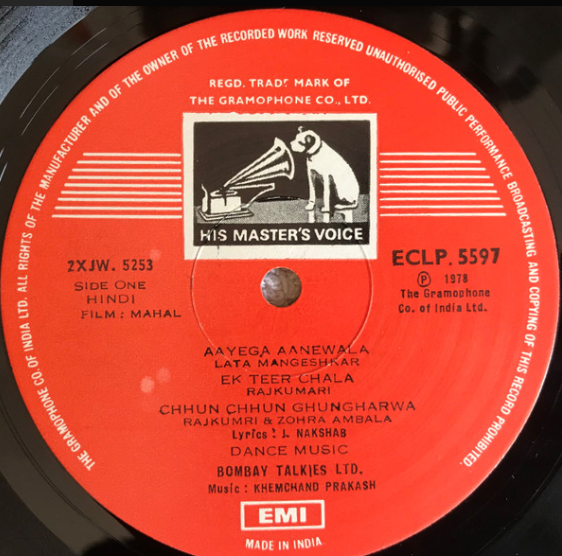 THE GRAMOPHONE CO. OF INDIA LTD. ALL RIGHTS OF THE MANUFACTURER AND OF THE OWNER OF THE RECORDED WORK RESERVED UNAUTHORISED PUBLIC PERFORMANCE BROADCASTING AND COPYING OF THIS RECORD PROHIBITED.
REGD. TRADE MARK OF
THE GRAMOPHONE CO., LTD.
HIS MASTER'S VOICE
2XJW. 5253
SIDE ONE
HINDI
FILM : MAHAL
ECLP. 5597
Ⓟ 1978
The Gramophone
Co. of India Ltd.
AAYEGA AANEWALA
LATA MANGESHKAR
EK TEER CHALA
RAJKUMARI
CHHUN CHHUN GHUNGHARWA
RAJKUMRI & ZOHRA AMBALA
Lyrics : J. NAKSHAB
DANCE MUSIC
BOMBAY TALKIES LTD.
Music : KHEMCHAND PRAKASH
EMI
MADE IN INDIA